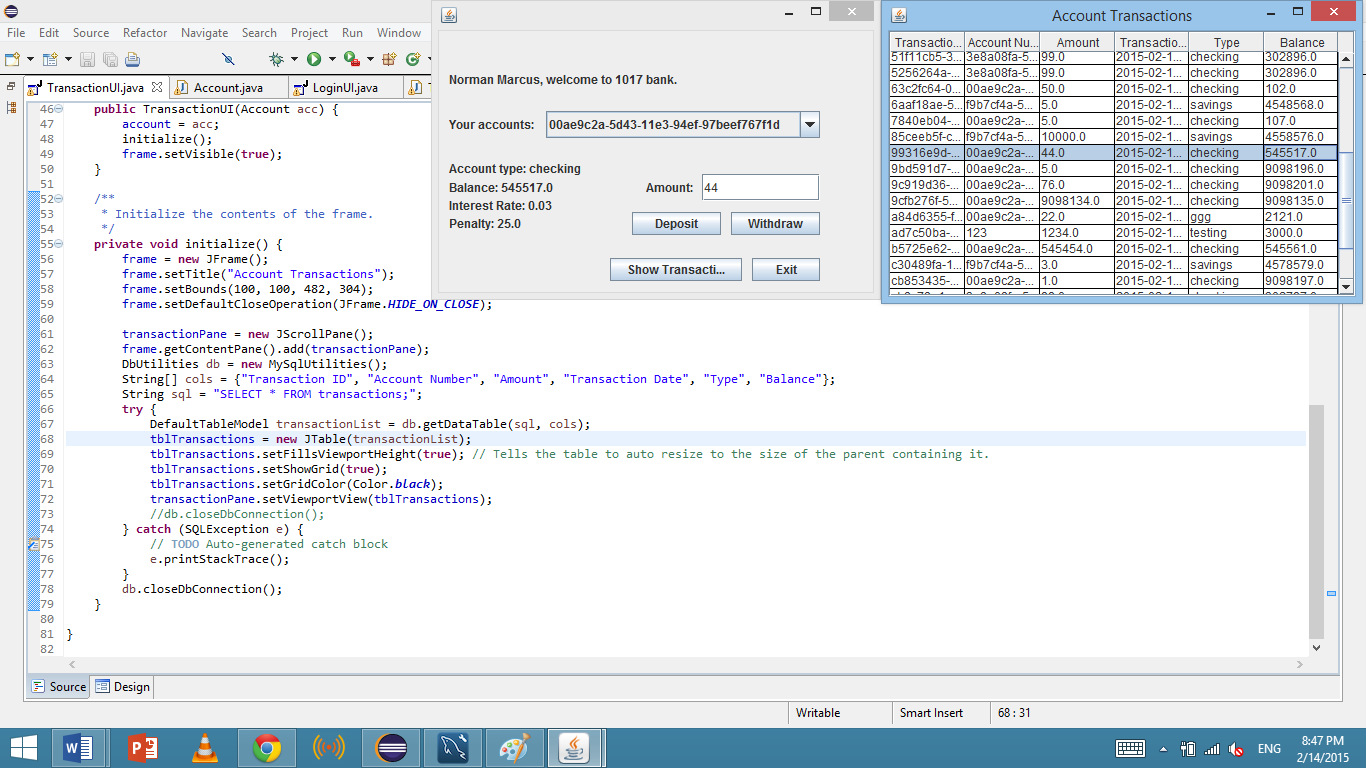 File Edit Source Refactor Navigate Search Project Run Window
TransactionUI.java Account.java LoginUI.java
46 public TransactionUI(Account acc) {
47 account = acc;
48 initialize();
49 frame.setVisible(true);
50 }
51
52 /**
53 * Initialize the contents of the frame.
54 */
55 private void initialize() {
56 frame = new JFrame();
57 frame.setTitle("Account Transactions");
58 frame.setBounds(100, 100, 482, 304);
59 frame.setDefaultCloseOperation(JFrame.HIDE_ON_CLOSE);
60
61 transactionPane = new JScrollPane();
62 frame.getContentPane().add(transactionPane);
63 DbUtilities db = new MySqlUtilities();
64 String[] cols = {"Transaction ID", "Account Number", "Amount", "Transaction Date", "Type", "Balance"};
65 String sql = "SELECT * FROM transactions;";
66 try {
67 DefaultTableModel transactionList = db.getDataTable(sql, cols);
68 tblTransactions = new JTable(transactionList);
69 tblTransactions.setFillsViewportHeight(true); // Tells the table to auto resize to the size of the parent containing it.
70 tblTransactions.setShowGrid(true);
71 tblTransactions.setGridColor(Color.black);
72 transactionPane.setViewportView(tblTransactions);
73 //db.closeDbConnection();
74 } catch (SQLException e) {
75 // TODO Auto-generated catch block
76 e.printStackTrace();
77 }
78 db.closeDbConnection();
79 }
80
81 }
82
Source Design
Writable Smart Insert 68 : 31
Norman Marcus, welcome to 1017 bank.
Your accounts: 00ae9c2a-5d43-11e3-94ef-97beef767f1d
Account type: checking
Balance: 545517.0 Amount: 44
Interest Rate: 0.03
Penalty: 25.0 Deposit Withdraw
Show Transacti... Exit
Account Transactions
Transactio... Account Nu... Amount Transactio... Type Balance
51f11cb5-3... 3e8a08fa-5... 99.0 2015-02-1... checking 302896.0
5256264a-... 3e8a08fa-5... 99.0 2015-02-1... checking 302896.0
63c2fc64-0... 00ae9c2a-... 50.0 2015-02-1... checking 102.0
6aaf18ae-5... f9b7cf4a-5... 5.0 2015-02-1... savings 4548568.0
7840eb04-... 00ae9c2a-... 5.0 2015-02-1... checking 107.0
85ceeb5f-c... f9b7cf4a-5... 10000.0 2015-02-1... savings 4558576.0
99316e9d-... 00ae9c2a-... 44.0 2015-02-1... checking 545517.0
9bd591d7-... 00ae9c2a-... 5.0 2015-02-1... checking 9098196.0
9c919d36-... 00ae9c2a-... 76.0 2015-02-1... checking 9098201.0
9cfb276f-5... 00ae9c2a-... 9098134.0 2015-02-1... checking 9098135.0
a84d6355-f... 00ae9c2a-... 22.0 2015-02-1... ggg 2121.0
ad7c50ba-... 123 1234.0 2015-02-1... testing 3000.0
b5725e62-... 00ae9c2a-... 545454.0 2015-02-1... checking 545561.0
c30489fa-1... f9b7cf4a-5... 3.0 2015-02-1... savings 4578579.0
cb853435-... 00ae9c2a-... 1.0 2015-02-1... checking 9098197.0
ENG 8:47 PM
2/14/2015